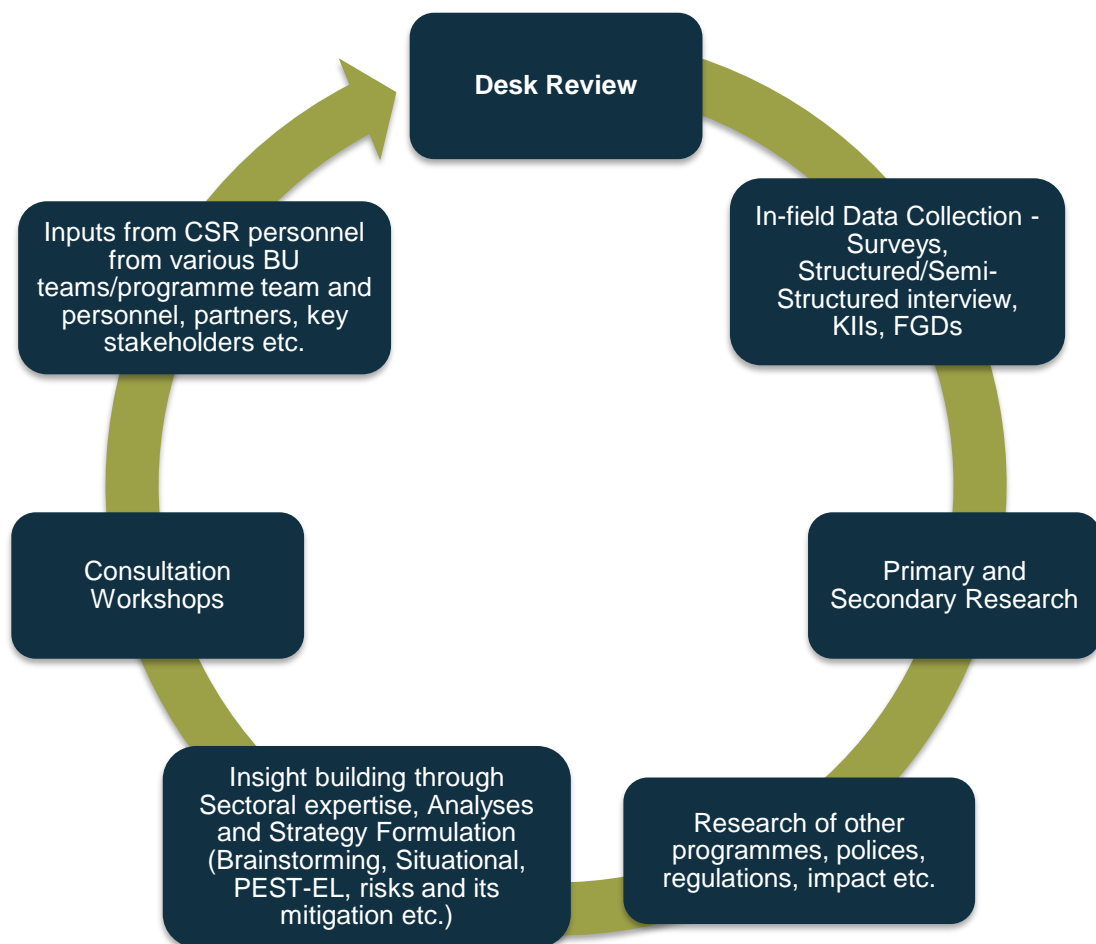 Desk Review
In-field Data Collection -
Surveys,
Structured/Semi-
Structured interview,
KIIs, FGDs
Primary and
Secondary Research
Research of other
programmes, polices,
regulations, impact etc.
Insight building through
Sectoral expertise, Analyses
and Strategy Formulation
(Brainstorming, Situational,
PEST-EL, risks and its
mitigation etc.)
Consultation
Workshops
Inputs from CSR personnel
from various BU
teams/programme team and
personnel, partners, key
stakeholders etc.